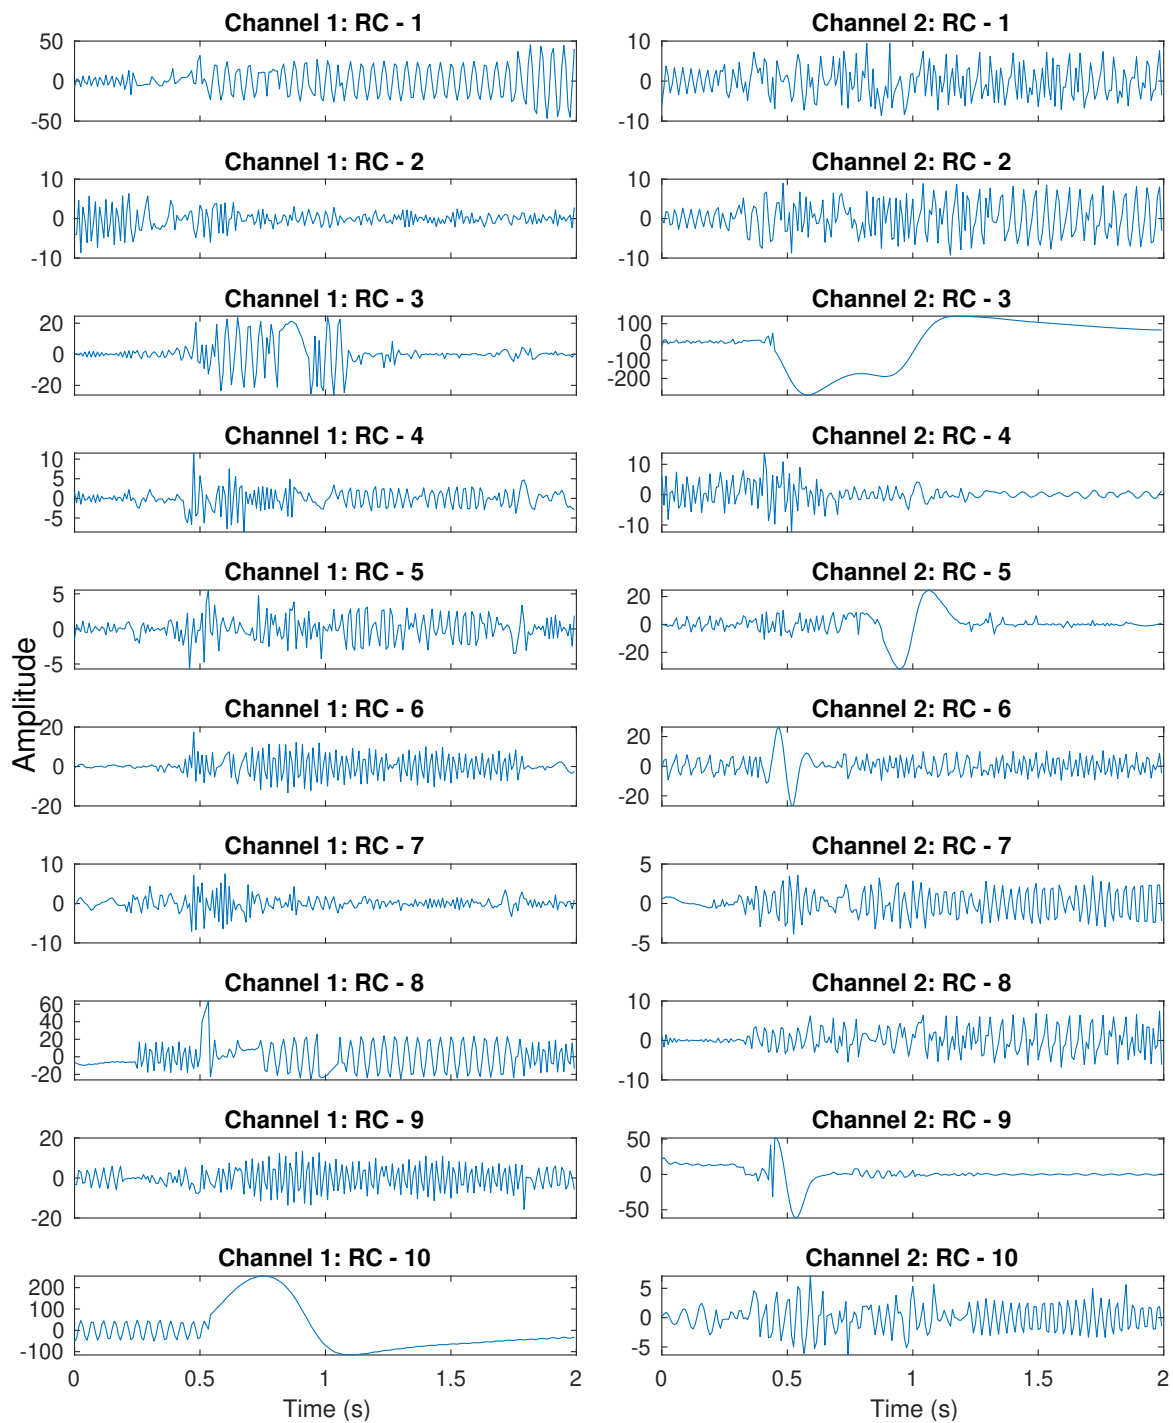 Channel 1: RC - 1
50
0
-50
Channel 2: RC - 1
10
0
-10
Channel 1: RC - 2
10
0
-10
Channel 2: RC - 2
10
0
-10
Channel 1: RC - 3
20
0
-20
Channel 2: RC - 3
100
0
-100
-200
Channel 1: RC - 4
10
5
0
-5
Channel 2: RC - 4
10
0
-10
Channel 1: RC - 5
5
0
-5
Channel 2: RC - 5
20
0
-20
Amplitude
Channel 1: RC - 6
20
0
-20
Channel 2: RC - 6
20
0
-20
Channel 1: RC - 7
10
0
-10
Channel 2: RC - 7
5
0
-5
Channel 1: RC - 8
60
40
20
0
-20
Channel 2: RC - 8
10
0
-10
Channel 1: RC - 9
20
0
-20
Channel 2: RC - 9
50
0
-50
Channel 1: RC - 10
200
100
0
-100
0 0.5 1 1.5 2
Time (s)
Channel 2: RC - 10
5
0
-5
0 0.5 1 1.5 2
Time (s)